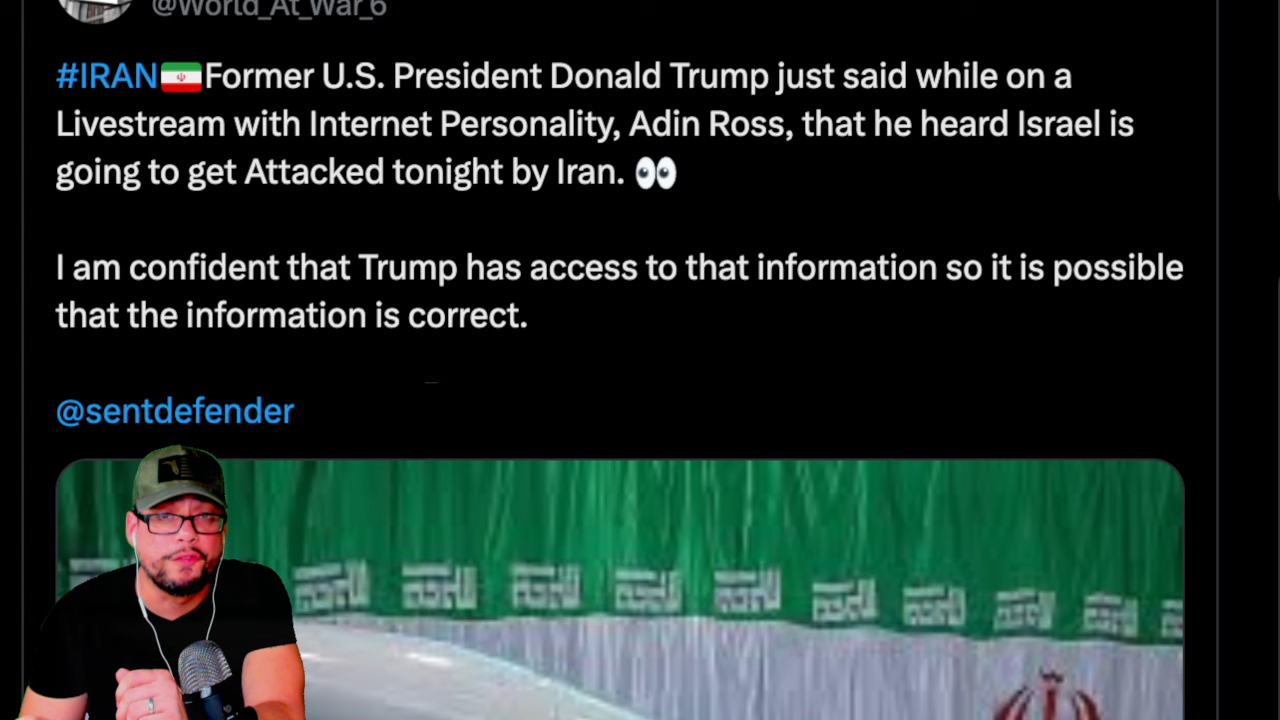 @World_At_War_6
#IRAN🇮🇷Former U.S. President Donald Trump just said while on a
Livestream with Internet Personality, Adin Ross, that he heard Israel is
going to get Attacked tonight by Iran. 👀
I am confident that Trump has access to that information so it is possible
that the information is correct.
@sentdefender